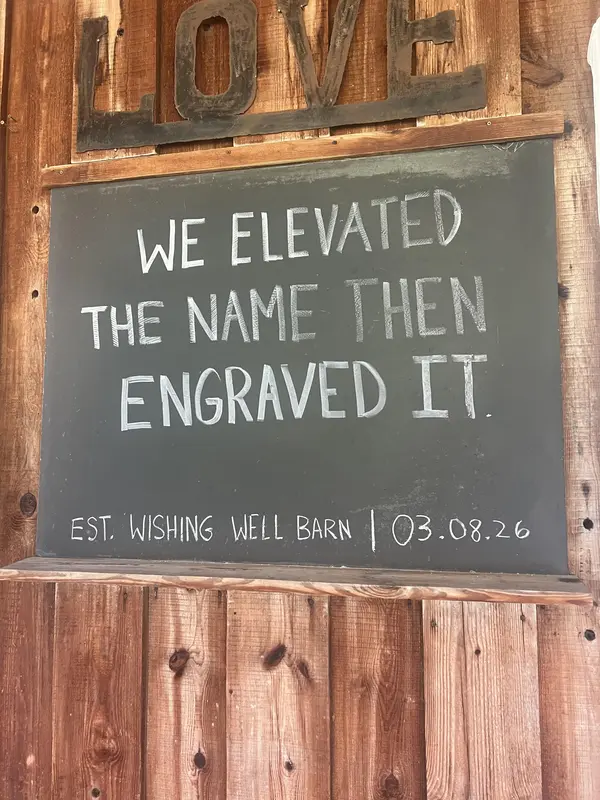 LOVE
WE ELEVATED
THE NAME THEN
ENGRAVED IT.
EST. WISHING WELL BARN | 03.08.26